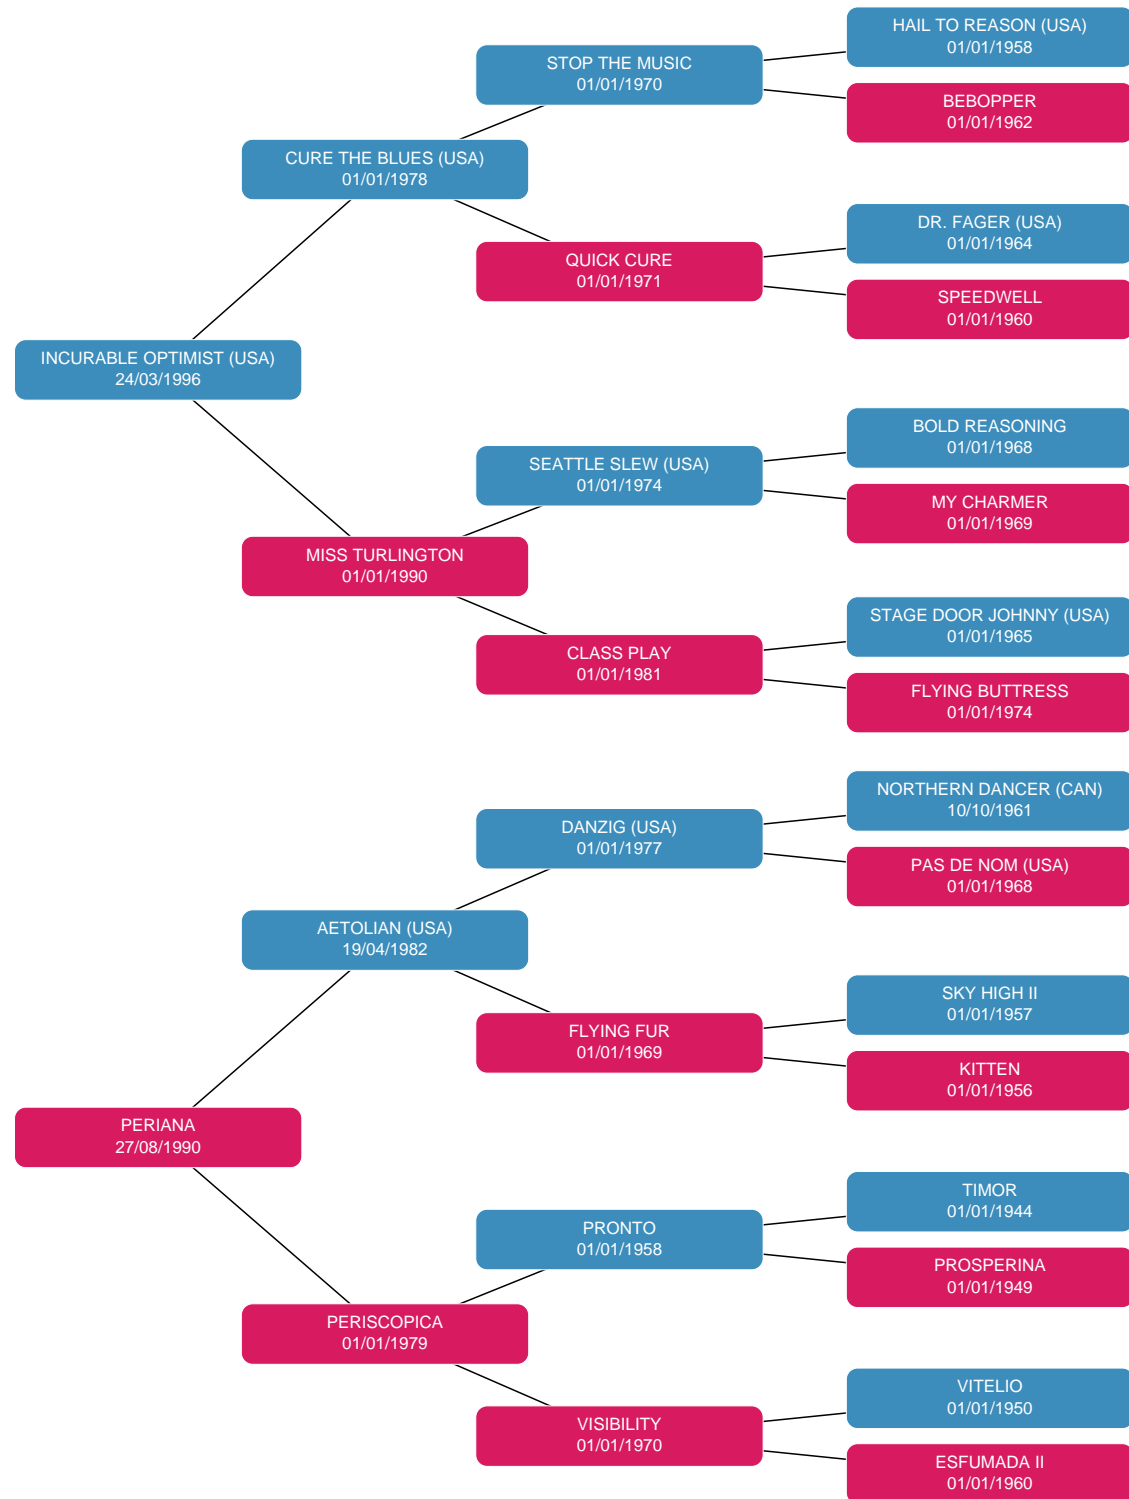 HAIL TO REASON (USA)
01/01/1958
STOP THE MUSIC
01/01/1970
BEBOPPER
01/01/1962
CURE THE BLUES (USA)
01/01/1978
DR. FAGER (USA)
01/01/1964
QUICK CURE
01/01/1971
SPEEDWELL
01/01/1960
INCURABLE OPTIMIST (USA)
24/03/1996
BOLD REASONING
01/01/1968
SEATTLE SLEW (USA)
01/01/1974
MY CHARMER
01/01/1969
MISS TURLINGTON
01/01/1990
STAGE DOOR JOHNNY (USA)
01/01/1965
CLASS PLAY
01/01/1981
FLYING BUTTRESS
01/01/1974
NORTHERN DANCER (CAN)
10/10/1961
DANZIG (USA)
01/01/1977
PAS DE NOM (USA)
01/01/1968
AETOLIAN (USA)
19/04/1982
SKY HIGH II
01/01/1957
FLYING FUR
01/01/1969
KITTEN
01/01/1956
PERIANA
27/08/1990
TIMOR
01/01/1944
PRONTO
01/01/1958
PROSPERINA
01/01/1949
PERISCOPICA
01/01/1979
VITELIO
01/01/1950
VISIBILITY
01/01/1970
ESFUMADA II
01/01/1960